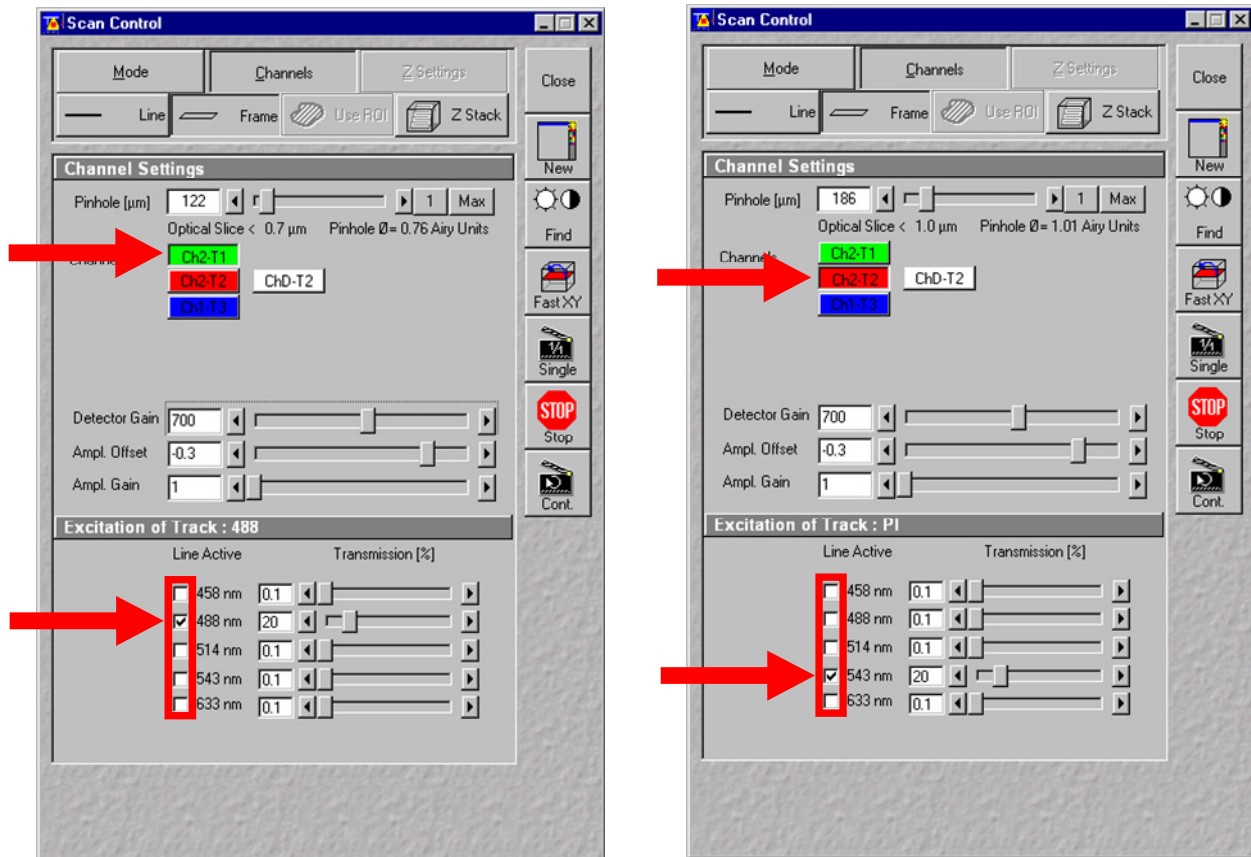 Scan Control
Mode Channels Z Settings Close
Line Frame Use ROI Z Stack
New
Channel Settings
Pinhole [µm] 122 1 Max
Optical Slice < 0.7 µm Pinhole Ø= 0.76 Airy Units
Find
Ch2-T1
Ch2-T2 ChD-T2
Ch1-T3
Fast XY
1/1
Single
Detector Gain 700
STOP
Stop
Ampl. Offset -0.3
Ampl. Gain 1
Cont.
Excitation of Track : 488
Line Active Transmission [%]
458 nm 0.1
488 nm 20
514 nm 0.1
543 nm 0.1
633 nm 0.1
Scan Control
Mode Channels Z Settings Close
Line Frame Use ROI Z Stack
New
Channel Settings
Pinhole [µm] 186 1 Max
Optical Slice < 1.0 µm Pinhole Ø= 1.01 Airy Units
Find
Channels Ch2-T1
Ch2-T2 ChD-T2
Ch1-T3
Fast XY
1/1
Single
Detector Gain 700
STOP
Stop
Ampl. Offset -0.3
Ampl. Gain 1
Cont.
Excitation of Track : PI
Line Active Transmission [%]
458 nm 0.1
488 nm 0.1
514 nm 0.1
543 nm 20
633 nm 0.1